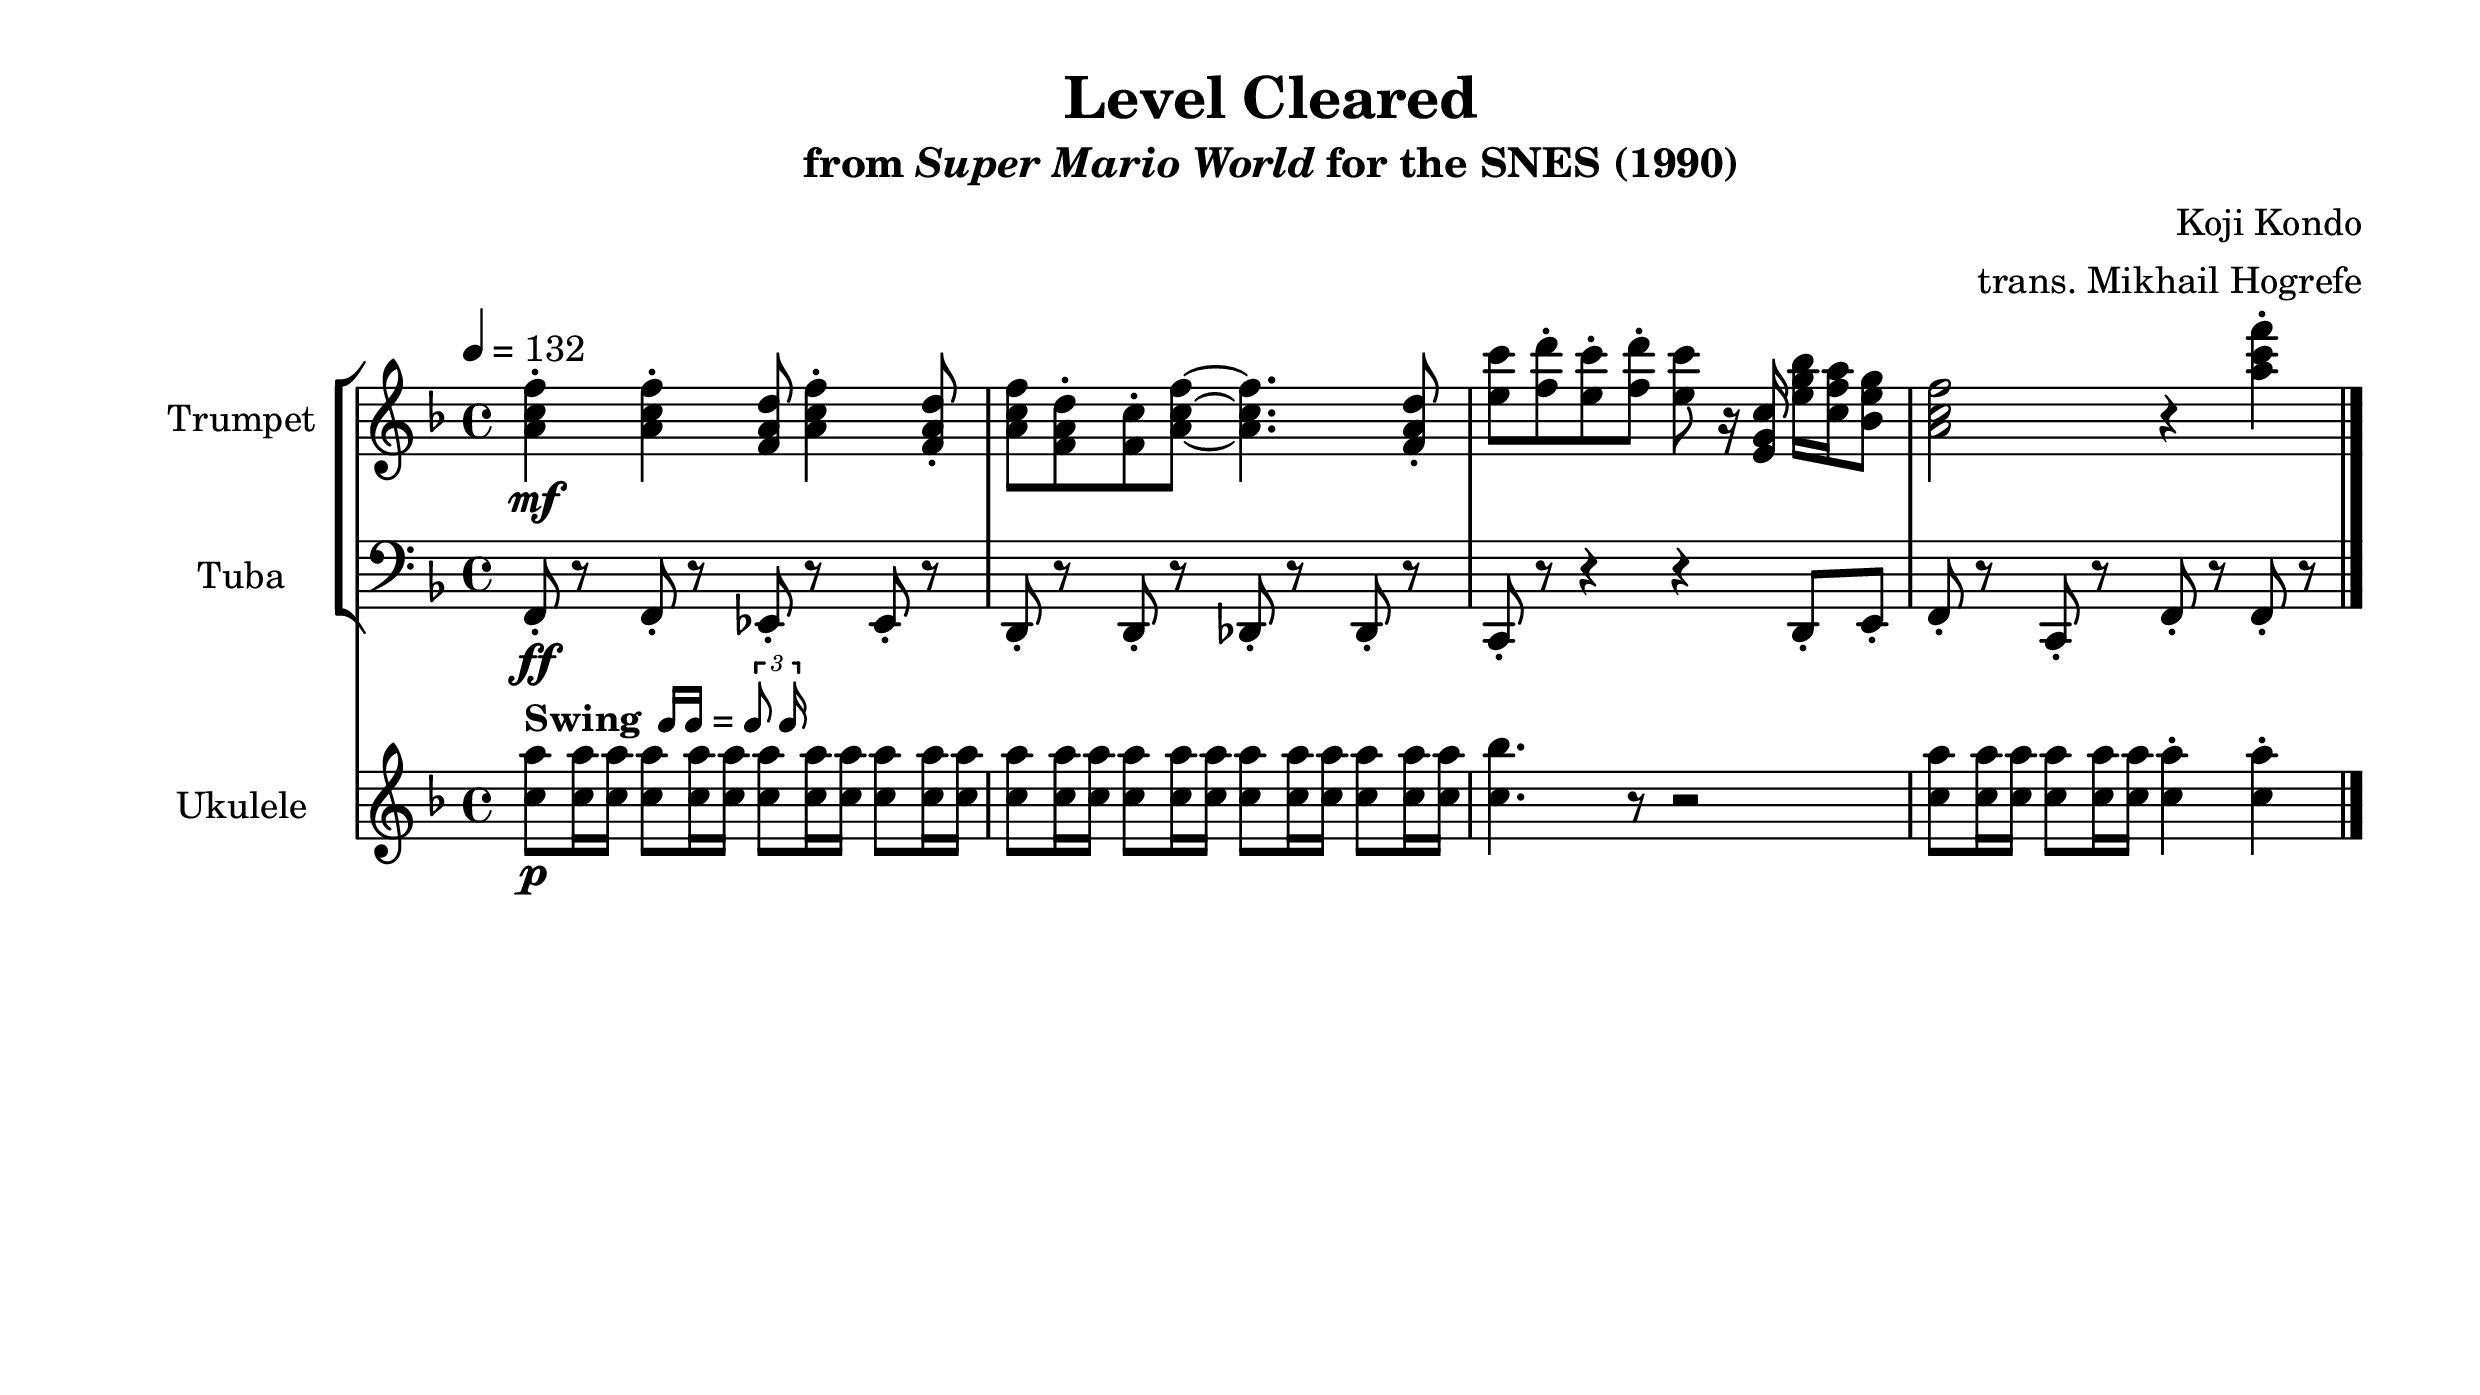 Level Cleared
from Super Mario World for the SNES (1990)
Koji Kondo
trans. Mikhail Hogrefe
= 132
Trumpet
mf
Tuba
ff
3
Swing =
Ukulele
p